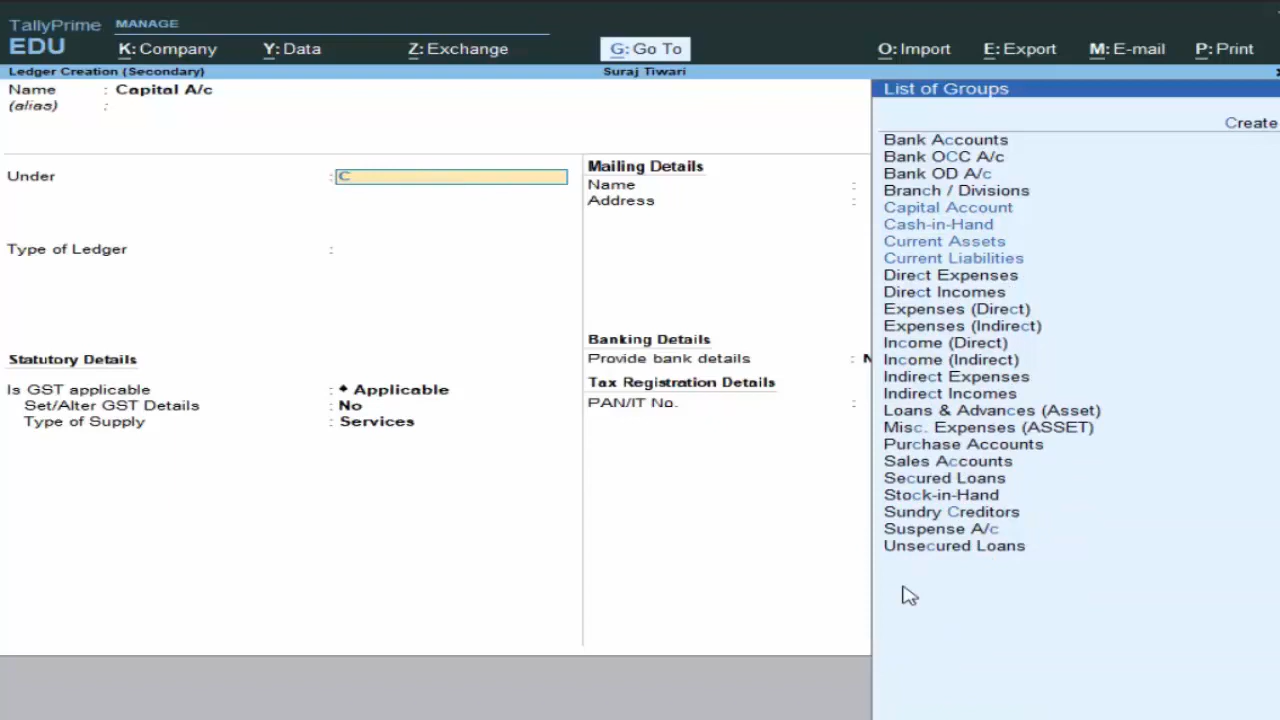 TallyPrime MANAGE
EDU K: Company Y: Data Z: Exchange G: Go To O: Import E: Export M: E-mail P: Print
Ledger Creation (Secondary) Suraj Tiwari
Name : Capital A/c
(alias) :
Under : C
Type of Ledger :
Statutory Details
Is GST applicable : ♦ Applicable
Set/Alter GST Details : No
Type of Supply : Services
Mailing Details
Name :
Address :
Banking Details
Provide bank details : N
Tax Registration Details
PAN/IT No. :
List of Groups
Create
Bank Accounts
Bank OCC A/c
Bank OD A/c
Branch / Divisions
Capital Account
Cash-in-Hand
Current Assets
Current Liabilities
Direct Expenses
Direct Incomes
Expenses (Direct)
Expenses (Indirect)
Income (Direct)
Income (Indirect)
Indirect Expenses
Indirect Incomes
Loans & Advances (Asset)
Misc. Expenses (ASSET)
Purchase Accounts
Sales Accounts
Secured Loans
Stock-in-Hand
Sundry Creditors
Suspense A/c
Unsecured Loans